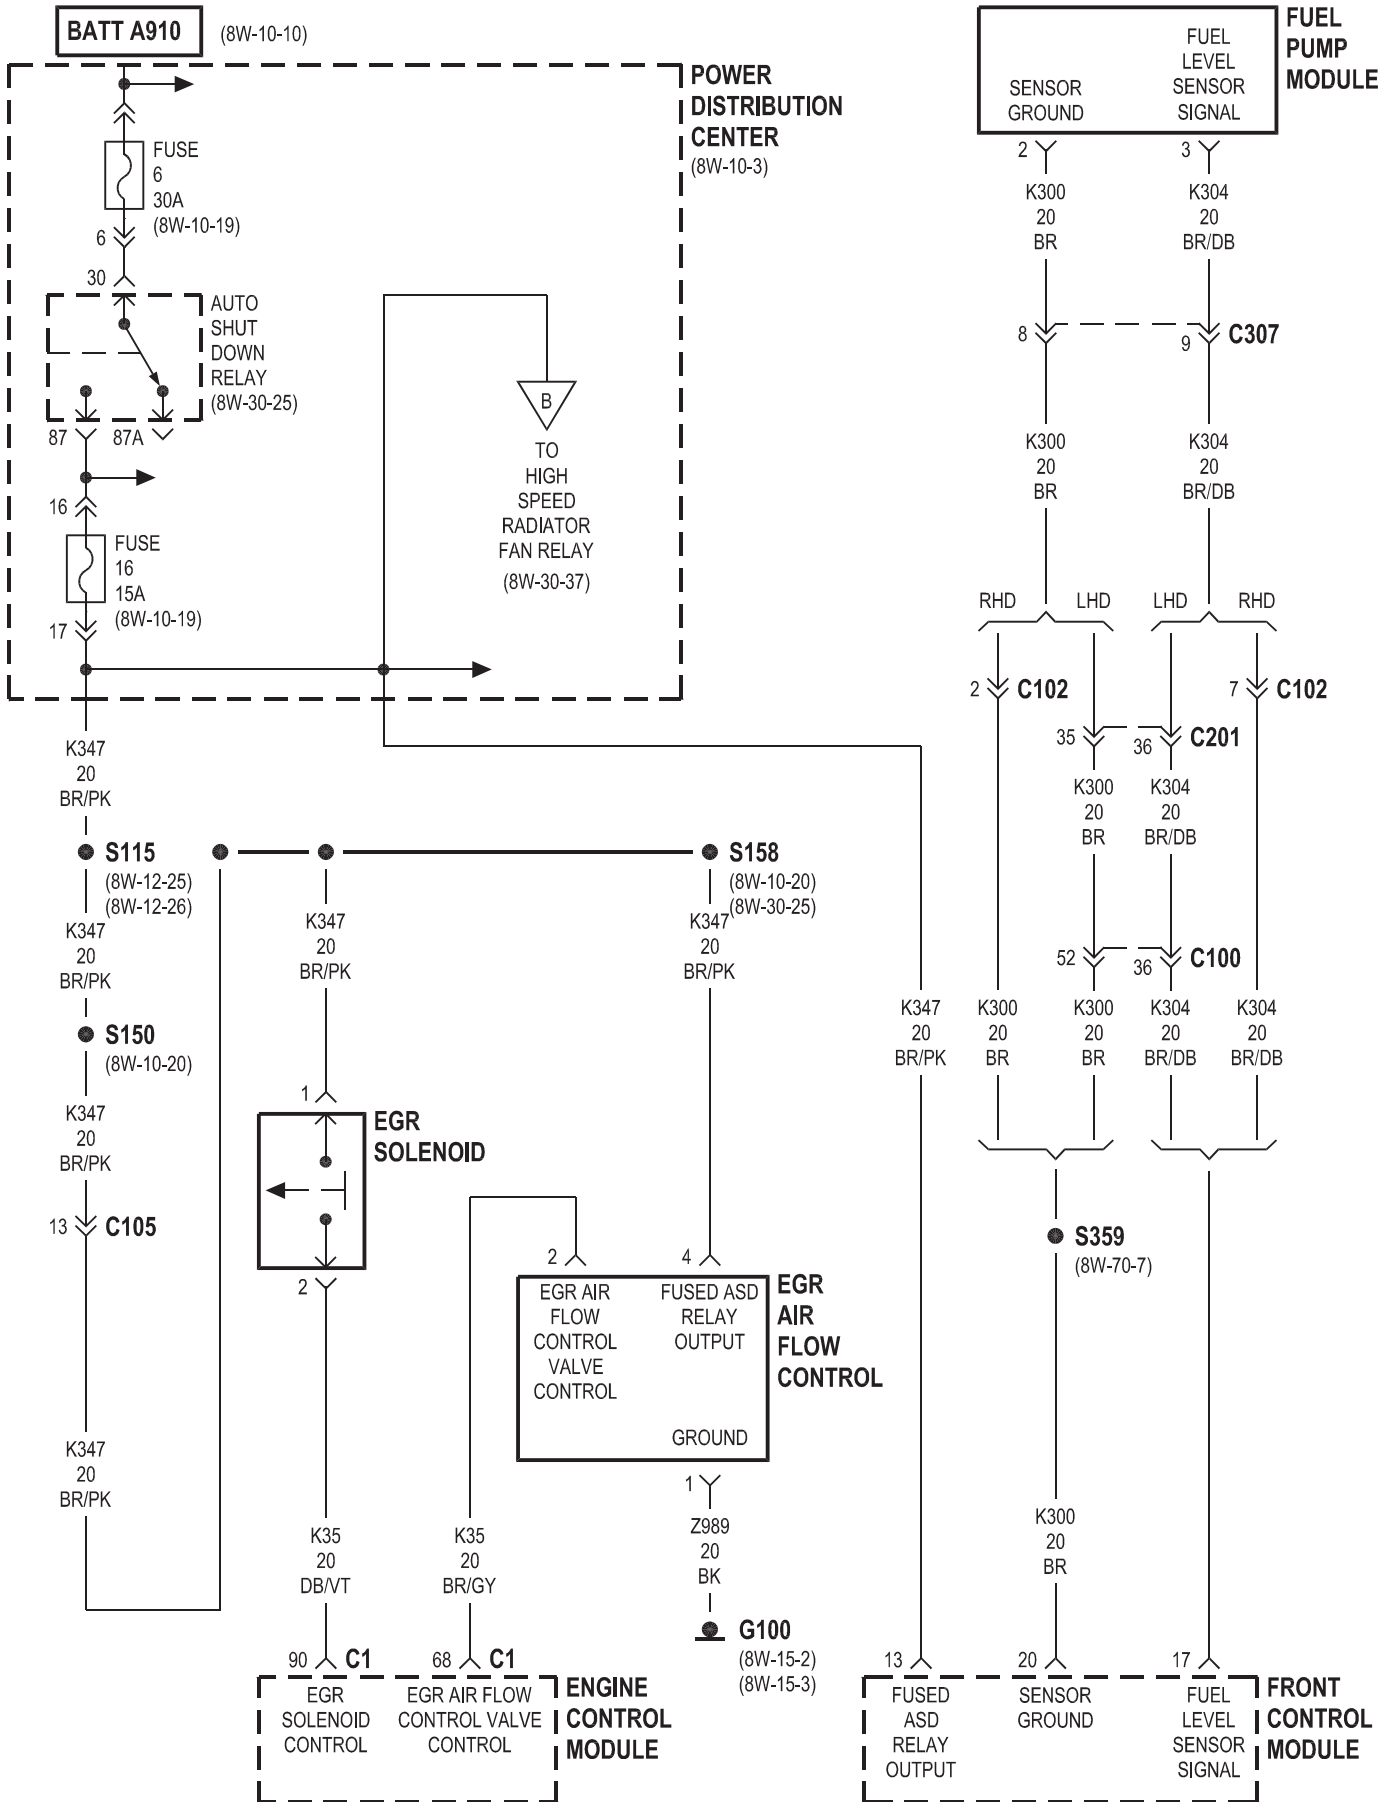 BATT A910
(8W-10-10)
POWER
DISTRIBUTION
CENTER
(8W-10-3)
FUSE
6
30A
(8W-10-19)
6
30
AUTO
SHUT
DOWN
RELAY
(8W-30-25)
87
87A
16
FUSE
16
15A
(8W-10-19)
17
B
TO
HIGH
SPEED
RADIATOR
FAN RELAY
(8W-30-37)
FUEL
PUMP
MODULE
SENSOR
GROUND
FUEL
LEVEL
SENSOR
SIGNAL
2
3
K300
20
BR
K304
20
BR/DB
8
9
C307
K300
20
BR
K304
20
BR/DB
RHD
LHD
LHD
RHD
2
C102
7
C102
35
36
C201
K300
20
BR
K304
20
BR/DB
52
36
C100
K347
20
BR/PK
K300
20
BR
K300
20
BR
K304
20
BR/DB
K304
20
BR/DB
S359
(8W-70-7)
K300
20
BR
K347
20
BR/PK
S115
(8W-12-25)
(8W-12-26)
K347
20
BR/PK
S150
(8W-10-20)
K347
20
BR/PK
13
C105
K347
20
BR/PK
S158
(8W-10-20)
(8W-30-25)
K347
20
BR/PK
K347
20
BR/PK
1
EGR
SOLENOID
2
2
4
EGR AIR
FLOW
CONTROL
VALVE
CONTROL
FUSED ASD
RELAY
OUTPUT
GROUND
EGR
AIR
FLOW
CONTROL
1
Z989
20
BK
G100
(8W-15-2)
(8W-15-3)
K35
20
DB/VT
K35
20
BR/GY
90
C1
68
C1
EGR
SOLENOID
CONTROL
EGR AIR FLOW
CONTROL VALVE
CONTROL
ENGINE
CONTROL
MODULE
13
20
17
FUSED
ASD
RELAY
OUTPUT
SENSOR
GROUND
FUEL
LEVEL
SENSOR
SIGNAL
FRONT
CONTROL
MODULE